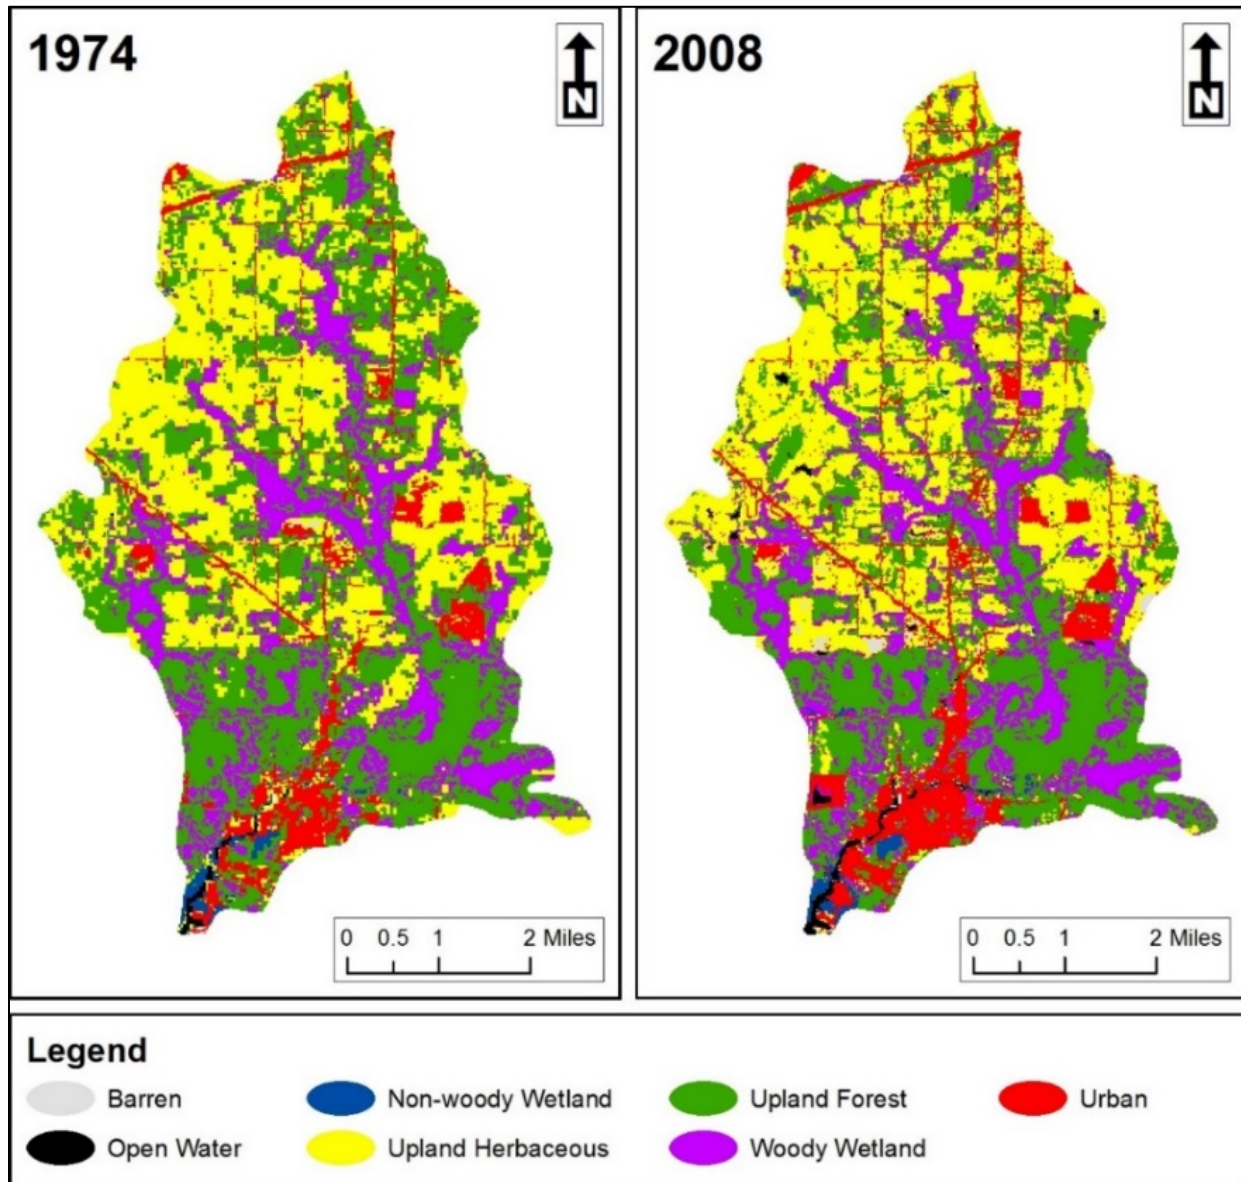 1974
N
0 0.5 1 2 Miles
2008
N
0 0.5 1 2 Miles
Legend
Barren
Non-woody Wetland
Upland Forest
Urban
Open Water
Upland Herbaceous
Woody Wetland